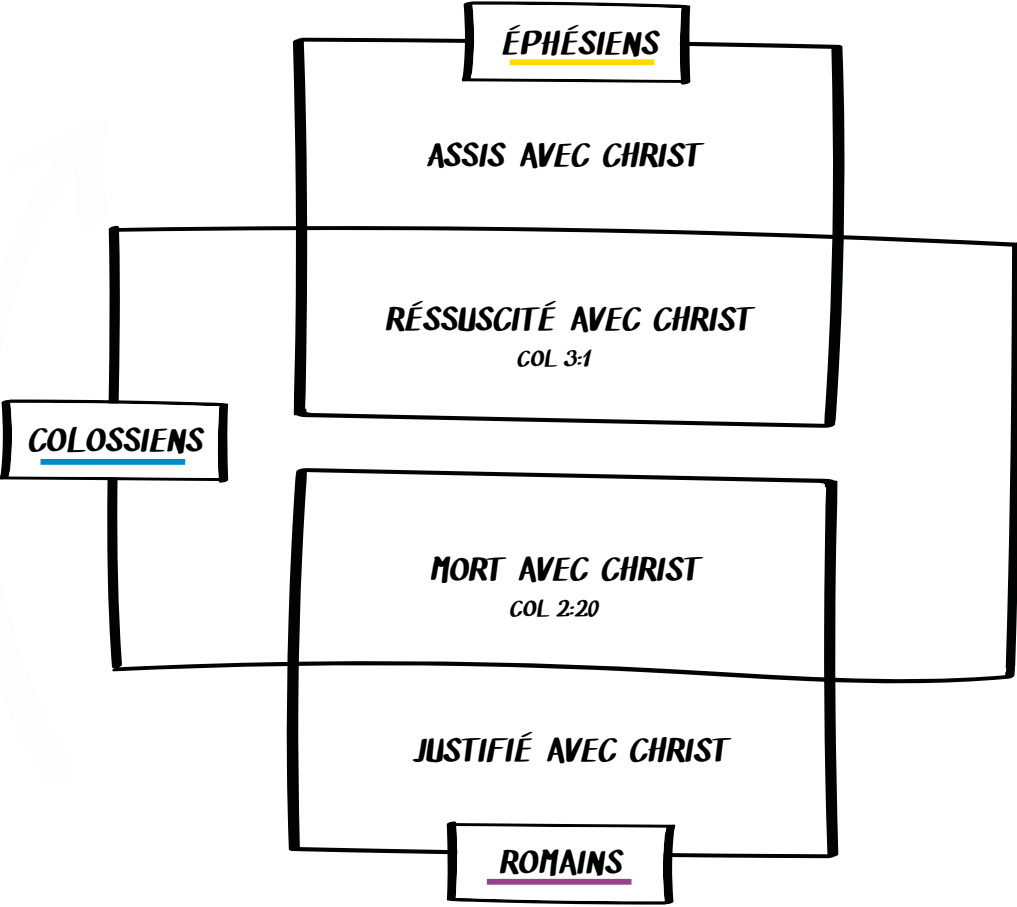 ÉPHÉSIENS
ASSIS AVEC CHRIST
RÉSSUSCITÉ AVEC CHRIST
COL 3:1
COLOSSIENS
MORT AVEC CHRIST
COL 2:20
JUSTIFIÉ AVEC CHRIST
ROMAINS